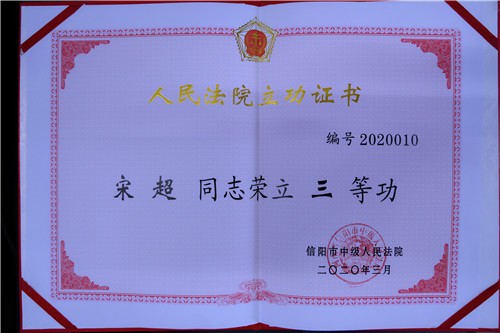 人民法院立功证书
编号 2020010
宋 超 同志荣立 三 等功
信阳市中级人民法院
二〇二〇年三月